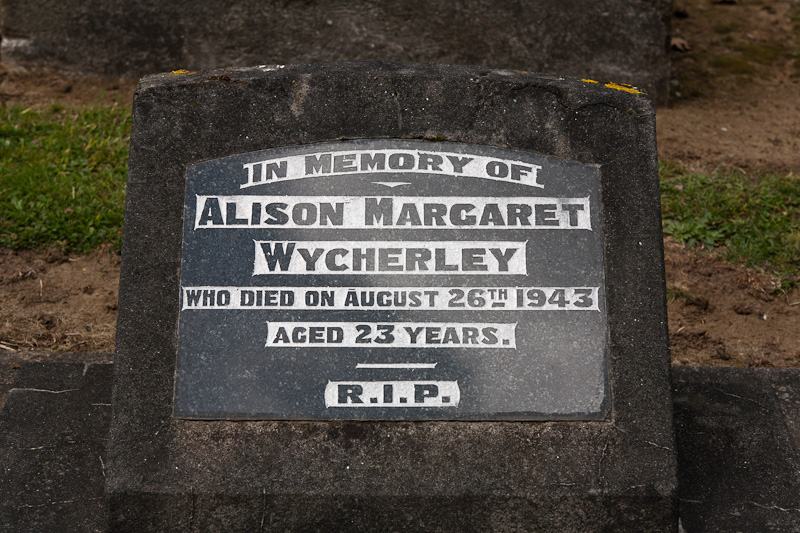 IN MEMORY OF
ALISON MARGARET
WYCHERLEY
WHO DIED ON AUGUST 26TH 1943
AGED 23 YEARS.
R.I.P.